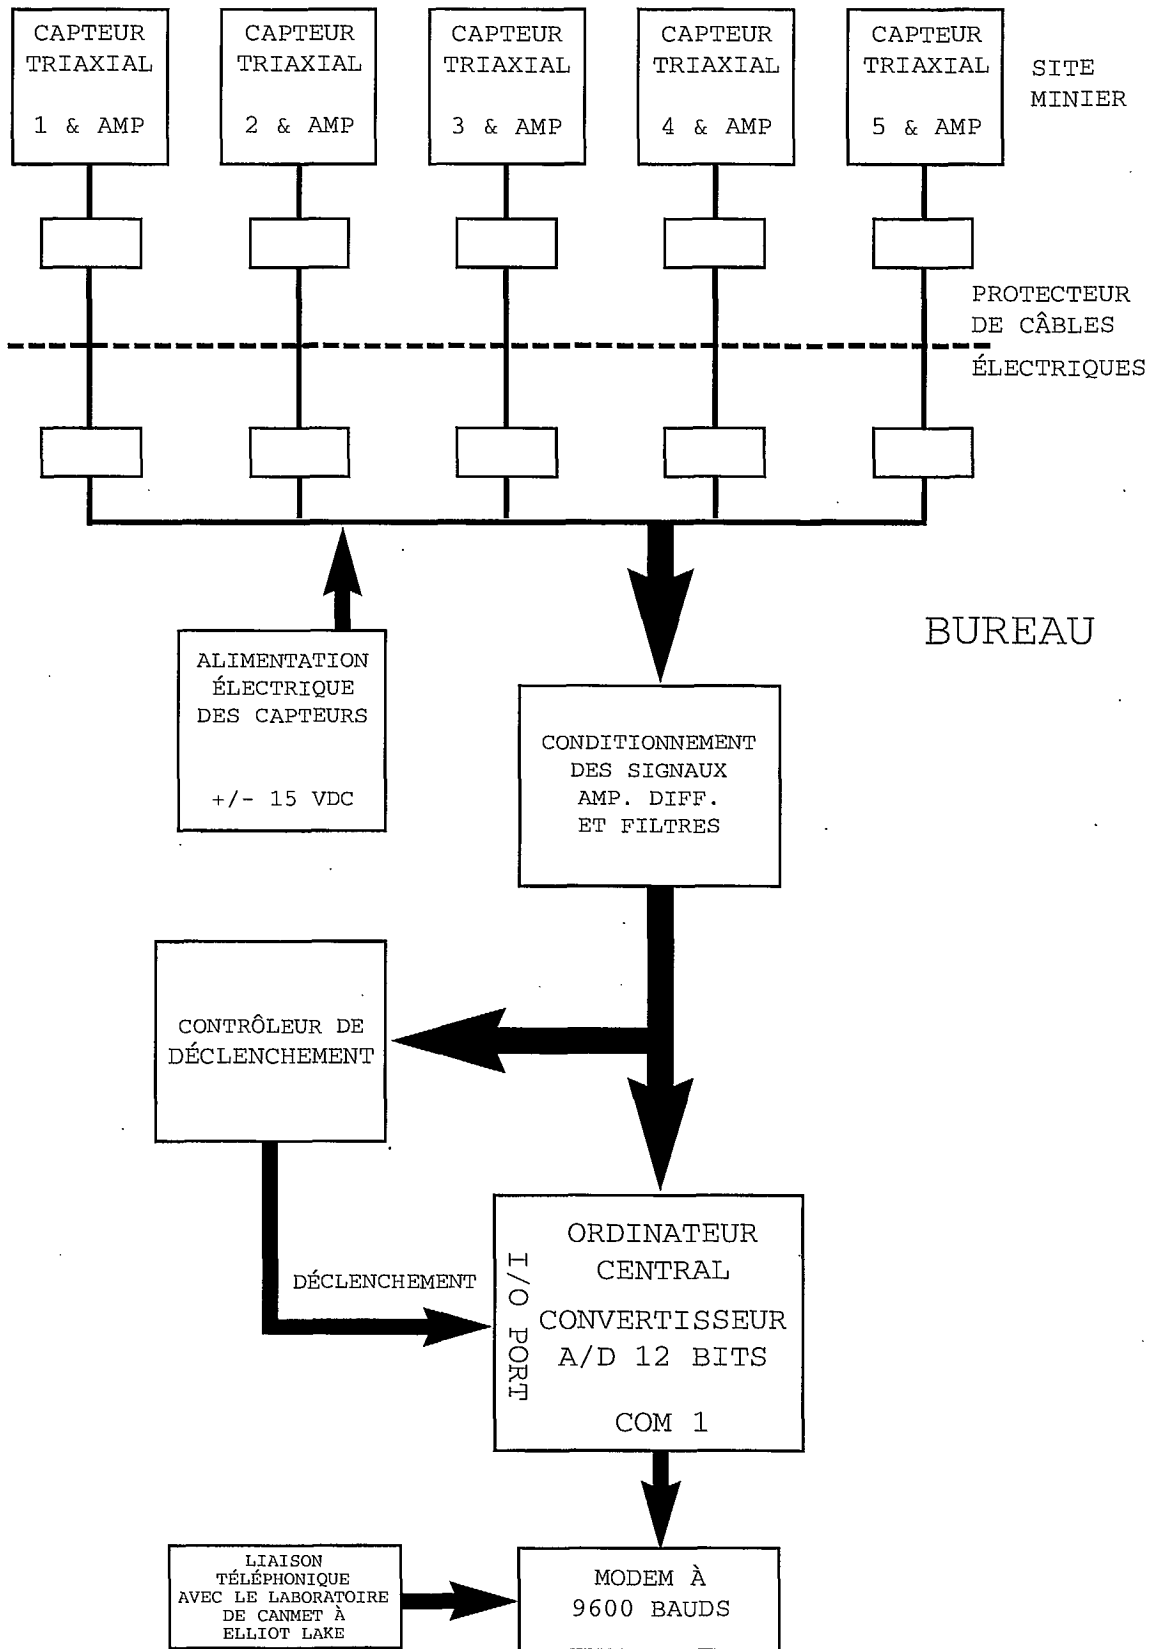 CAPTEUR
TRIAXIAL
1 & AMP
CAPTEUR
TRIAXIAL
2 & AMP
CAPTEUR
TRIAXIAL
3 & AMP
CAPTEUR
TRIAXIAL
4 & AMP
CAPTEUR
TRIAXIAL
5 & AMP
SITE
MINIER
PROTECTEUR
DE CÂBLES
ÉLECTRIQUES
BUREAU
ALIMENTATION
ÉLECTRIQUE
DES CAPTEURS
+/- 15 VDC
CONDITIONNEMENT
DES SIGNAUX
AMP. DIFF.
ET FILTRES
CONTRÔLEUR DE
DÉCLENCHEMENT
DÉCLENCHEMENT
I/O PORT
ORDINATEUR
CENTRAL
CONVERTISSEUR
A/D 12 BITS
COM 1
LIAISON
TÉLÉPHONIQUE
AVEC LE LABORATOIRE
DE CANMET À
ELLIOT LAKE
MODEM À
9600 BAUDS